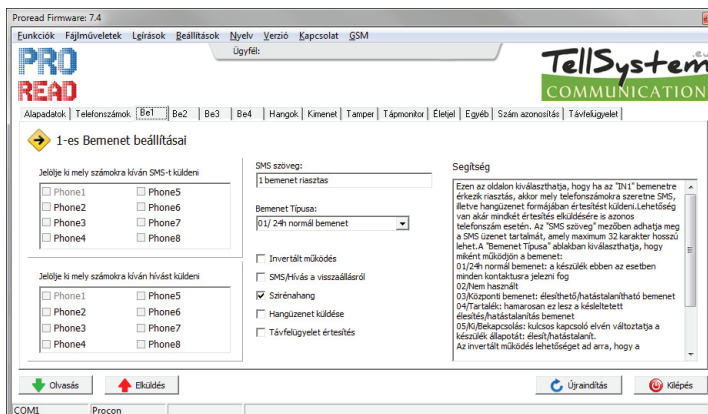 Proread Firmware: 7.4
Funkciók Fájlműveletek Lgírások Beállítások Nyelv Verzió Kapcsolat GSM
Ügyfél:
PRO
READ
TellSystem.eu
COMMUNICATION
Alapadatok Telefonszámok Be1 Be2 Be3 Be4 Hangok Kimenet Tamper Tápmonitor Életjel Egyéb Szám azonosítás Távfelügyelet
1-es Bemenet beállításai
Jelölje ki mely számokra kíván SMS-t küldeni
Phone1 Phone5
Phone2 Phone6
Phone3 Phone7
Phone4 Phone8
Jelölje ki mely számokra kíván hívást küldeni
Phone1 Phone5
Phone2 Phone6
Phone3 Phone7
Phone4 Phone8
SMS szöveg:
1 bemenet riasztas
Bemenet Típusa:
01/ 24h normál bemenet
Invertált működés
SMS/Hívás a visszaállásról
Szirénahang
Hangüzenet küldése
Távfelügyelet értesítés
Segítség
Ezen az oldalon kiválaszthatja, hogy ha az "IN1" bemenetre
érkezik riasztás, akkor mely telefonszámokra szeretne SMS,
illetve hangüzenet formájában értesítést küldeni.Lehetőség
van akár mindkét értesítés elküldésére is azonos
telefonszám esetén. Az "SMS szöveg" mezőben adhatja meg
a SMS üzenet tartalmát, amely maximum 32 karakter hosszú
lehet.A "Bemenet Típusa" ablakban kiválaszthatja, hogy
miként működjön a bemenet:
01/24h normál bemenet: a készülék ebben az esetben
minden kontaktusra jelezni fog
02/Nem használt
03/Központi bemenet: élesíthető/hatástalanítható bemenet
04/Tartalék: hamarosan ez lesz a késleltetett
élesítés/hatástalanítás bemenet
05/Ki/Bekapcsolás: kulcsos kapcsoló elvén változtatja a
készülék állapotát: élesít/hatástalanít.
Az invertált működés lehetőséget ad arra, hogy a
Olvasás Elküldés Újraindítás Kilépés
COM1 Procon